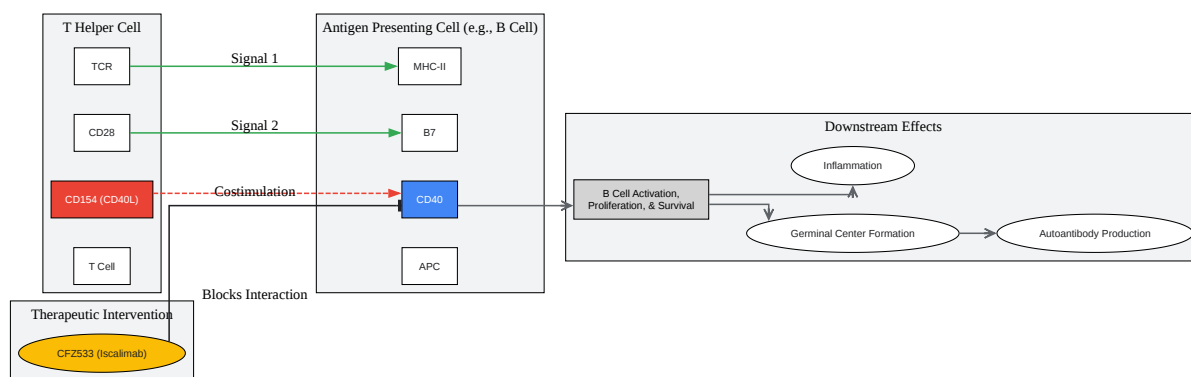 T Helper Cell
TCR
CD28
CD154 (CD40L)
T Cell
Signal 1
Signal 2
Costimulation
Antigen Presenting Cell (e.g., B Cell)
MHC-II
B7
CD40
APC
Blocks Interaction
Therapeutic Intervention
CFZ533 (Iscalimab)
Downstream Effects
Inflammation
B Cell Activation,
Proliferation, & Survival
Germinal Center Formation
Autoantibody Production